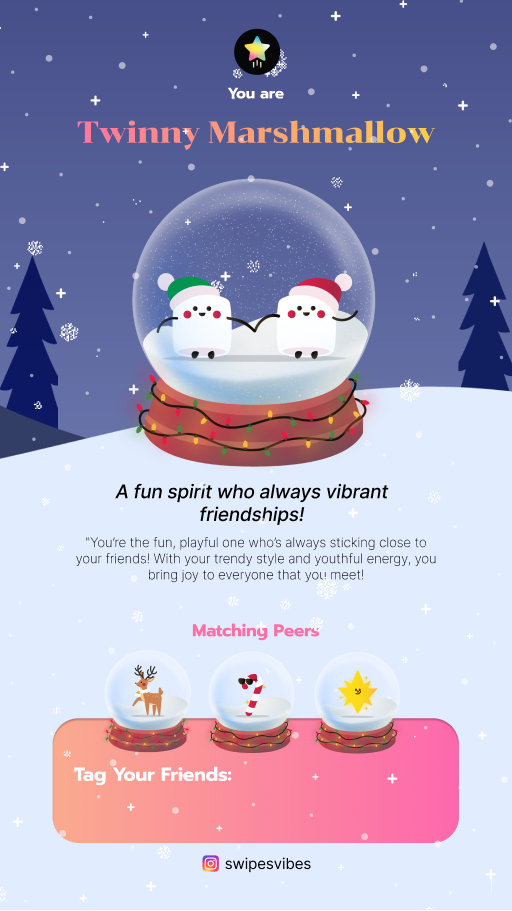 You are
Twinny Marshmallow
A fun spirit who always vibrant
friendships!
"You're the fun, playful one who's always sticking close to
your friends! With your trendy style and youthful energy, you
bring joy to everyone that you meet!
Matching Peers
Tag Your Friends:
swipesvibes